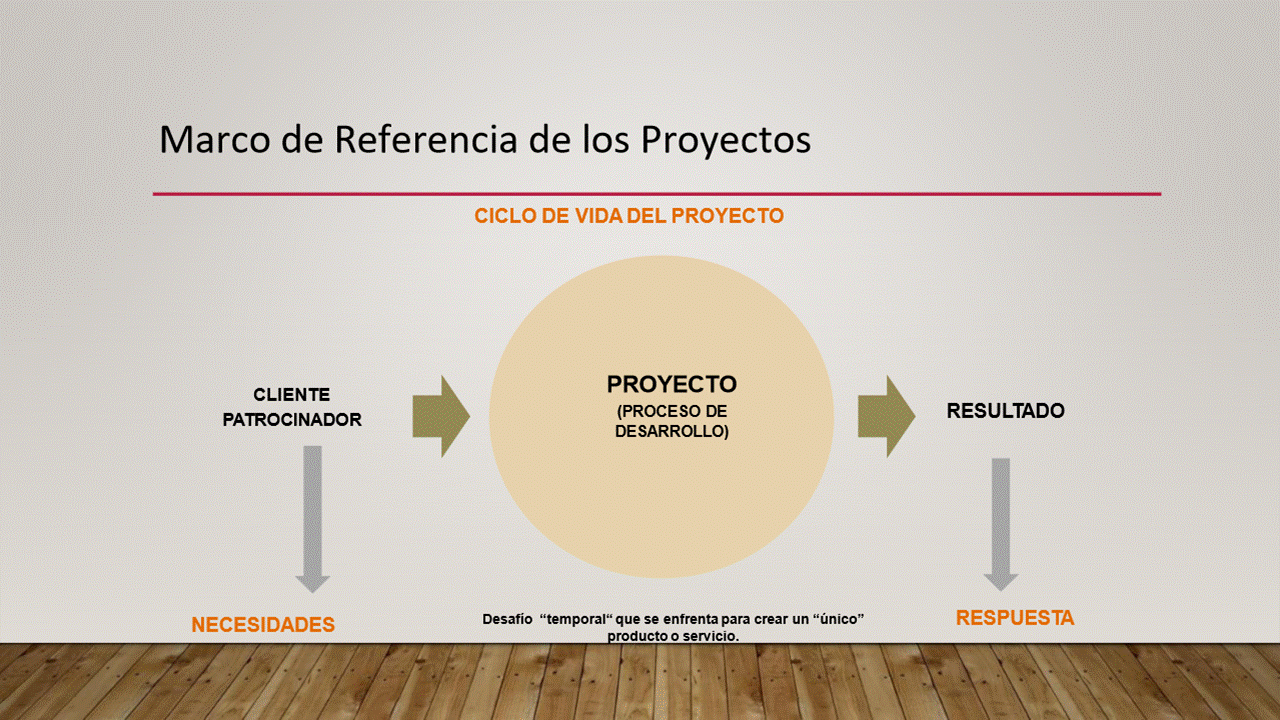 Marco de Referencia de los Proyectos
CICLO DE VIDA DEL PROYECTO
CLIENTE
PATROCINADOR
PROYECTO
(PROCESO DE
DESARROLLO)
RESULTADO
NECESIDADES
Desafío “temporal“ que se enfrenta para crear un “único”
producto o servicio.
RESPUESTA